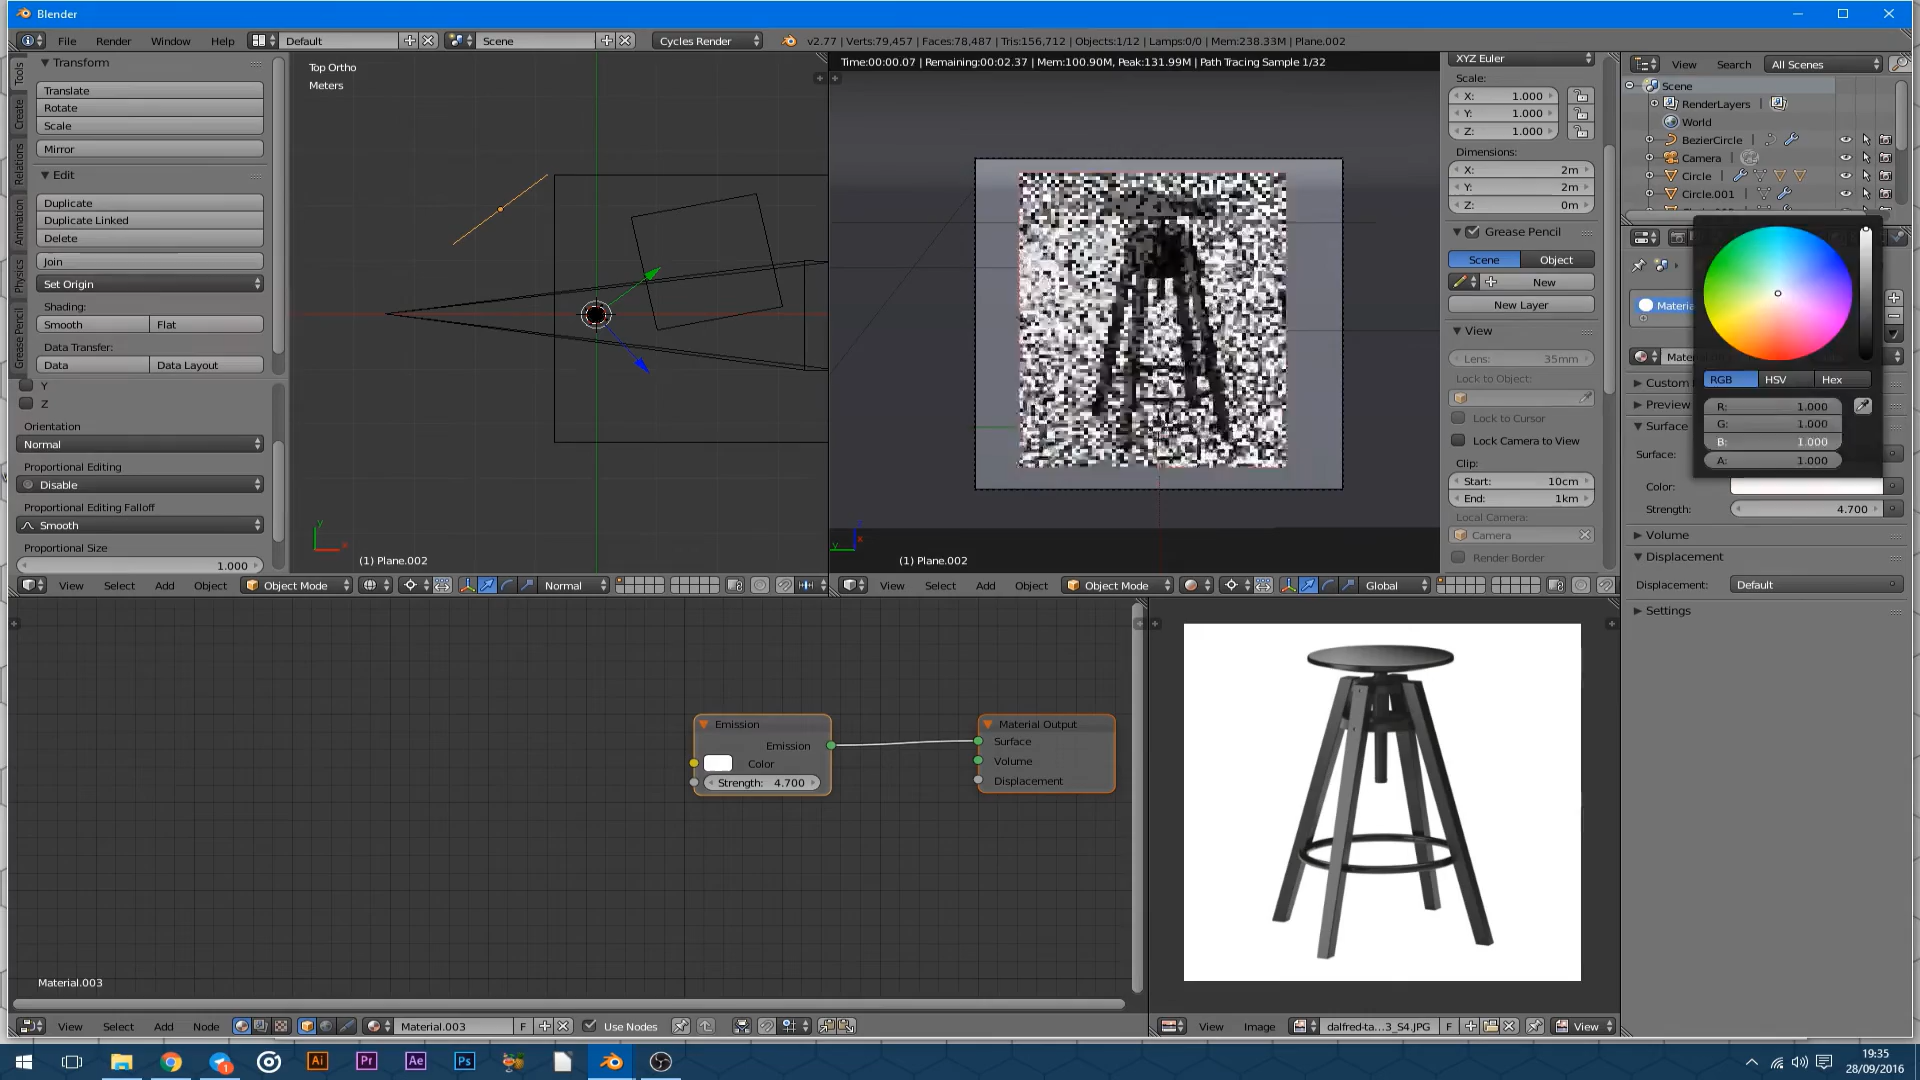 Blender
File Render Window Help Default Scene Cycles Render v2.77 | Verts:79,457 | Faces:78,487 | Tris:156,712 | Objects:1/12 | Lamps:0/0 | Mem:238.33M | Plane.002
Tools
Create
Relations
Animation
Physics
Grease Pencil
Transform
Translate
Rotate
Scale
Mirror
Edit
Duplicate
Duplicate Linked
Delete
Join
Set Origin
Shading:
Smooth Flat
Data Transfer:
Data Data Layout
Y
Z
Orientation
Normal
Proportional Editing
Disable
Proportional Editing Falloff
Smooth
Proportional Size
1.000
Top Ortho
Meters
(1) Plane.002
View Select Add Object Object Mode Normal
Time:00:00.07 | Remaining:00:02.37 | Mem:100.90M, Peak:131.99M | Path Tracing Sample 1/32
(1) Plane.002
View Select Add Object Object Mode Global
XYZ Euler
Scale:
X: 1.000
Y: 1.000
Z: 1.000
Dimensions:
X: 2m
Y: 2m
Z: 0m
Grease Pencil
Scene Object
New
New Layer
View
Lens: 35mm
Lock to Object:
Lock to Cursor
Lock Camera to View
Clip:
Start: 10cm
End: 1km
Local Camera:
Camera
Render Border
View Search All Scenes
Scene
RenderLayers
World
BezierCircle
Camera
Circle
Circle.001
Materia
RGB HSV Hex
R: 1.000
G: 1.000
B: 1.000
A: 1.000
Custom
Preview
Surface
Surface:
Color:
Strength: 4.700
Volume
Displacement
Displacement: Default
Settings
Emission
Emission
Color
Strength: 4.700
Material Output
Surface
Volume
Displacement
Material.003
View Select Add Node Material.003 F Use Nodes
View Image dalfred-ta...3_S4.JPG F View
1 Ai Pr Ae Ps
19:35
28/09/2016